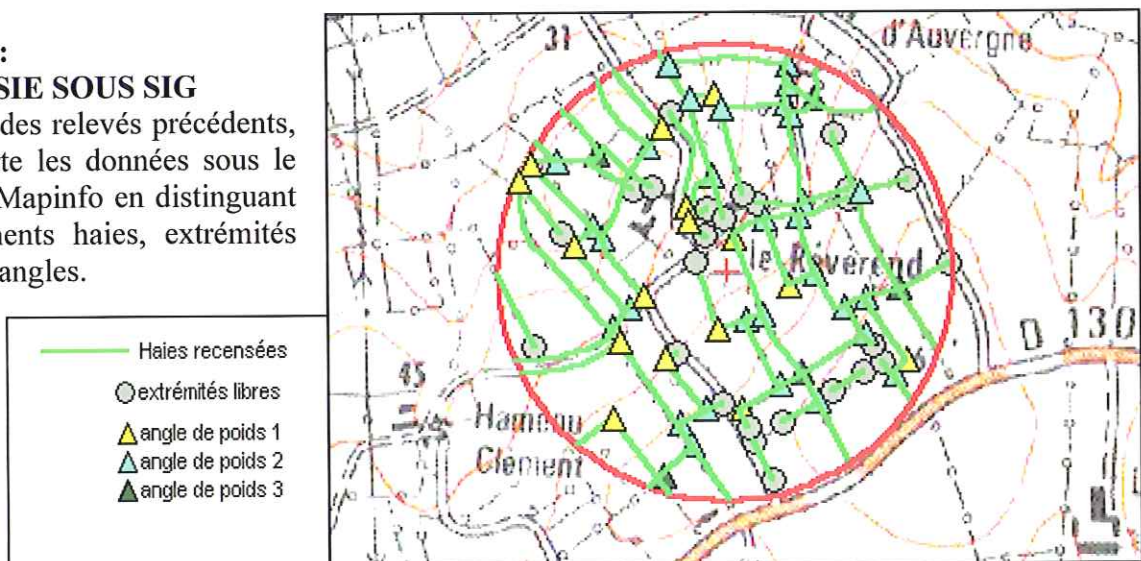 :
SIE SOUS SIG
des relevés précédents,
te les données sous le
Mapinfo en distinguant
ents haies, extrémités
angles.
Haies recensées
extrémités libres
angle de poids 1
angle de poids 2
angle de poids 3
31
d'Auvergne
le Révérend
D 130
45
Hameau
Clément